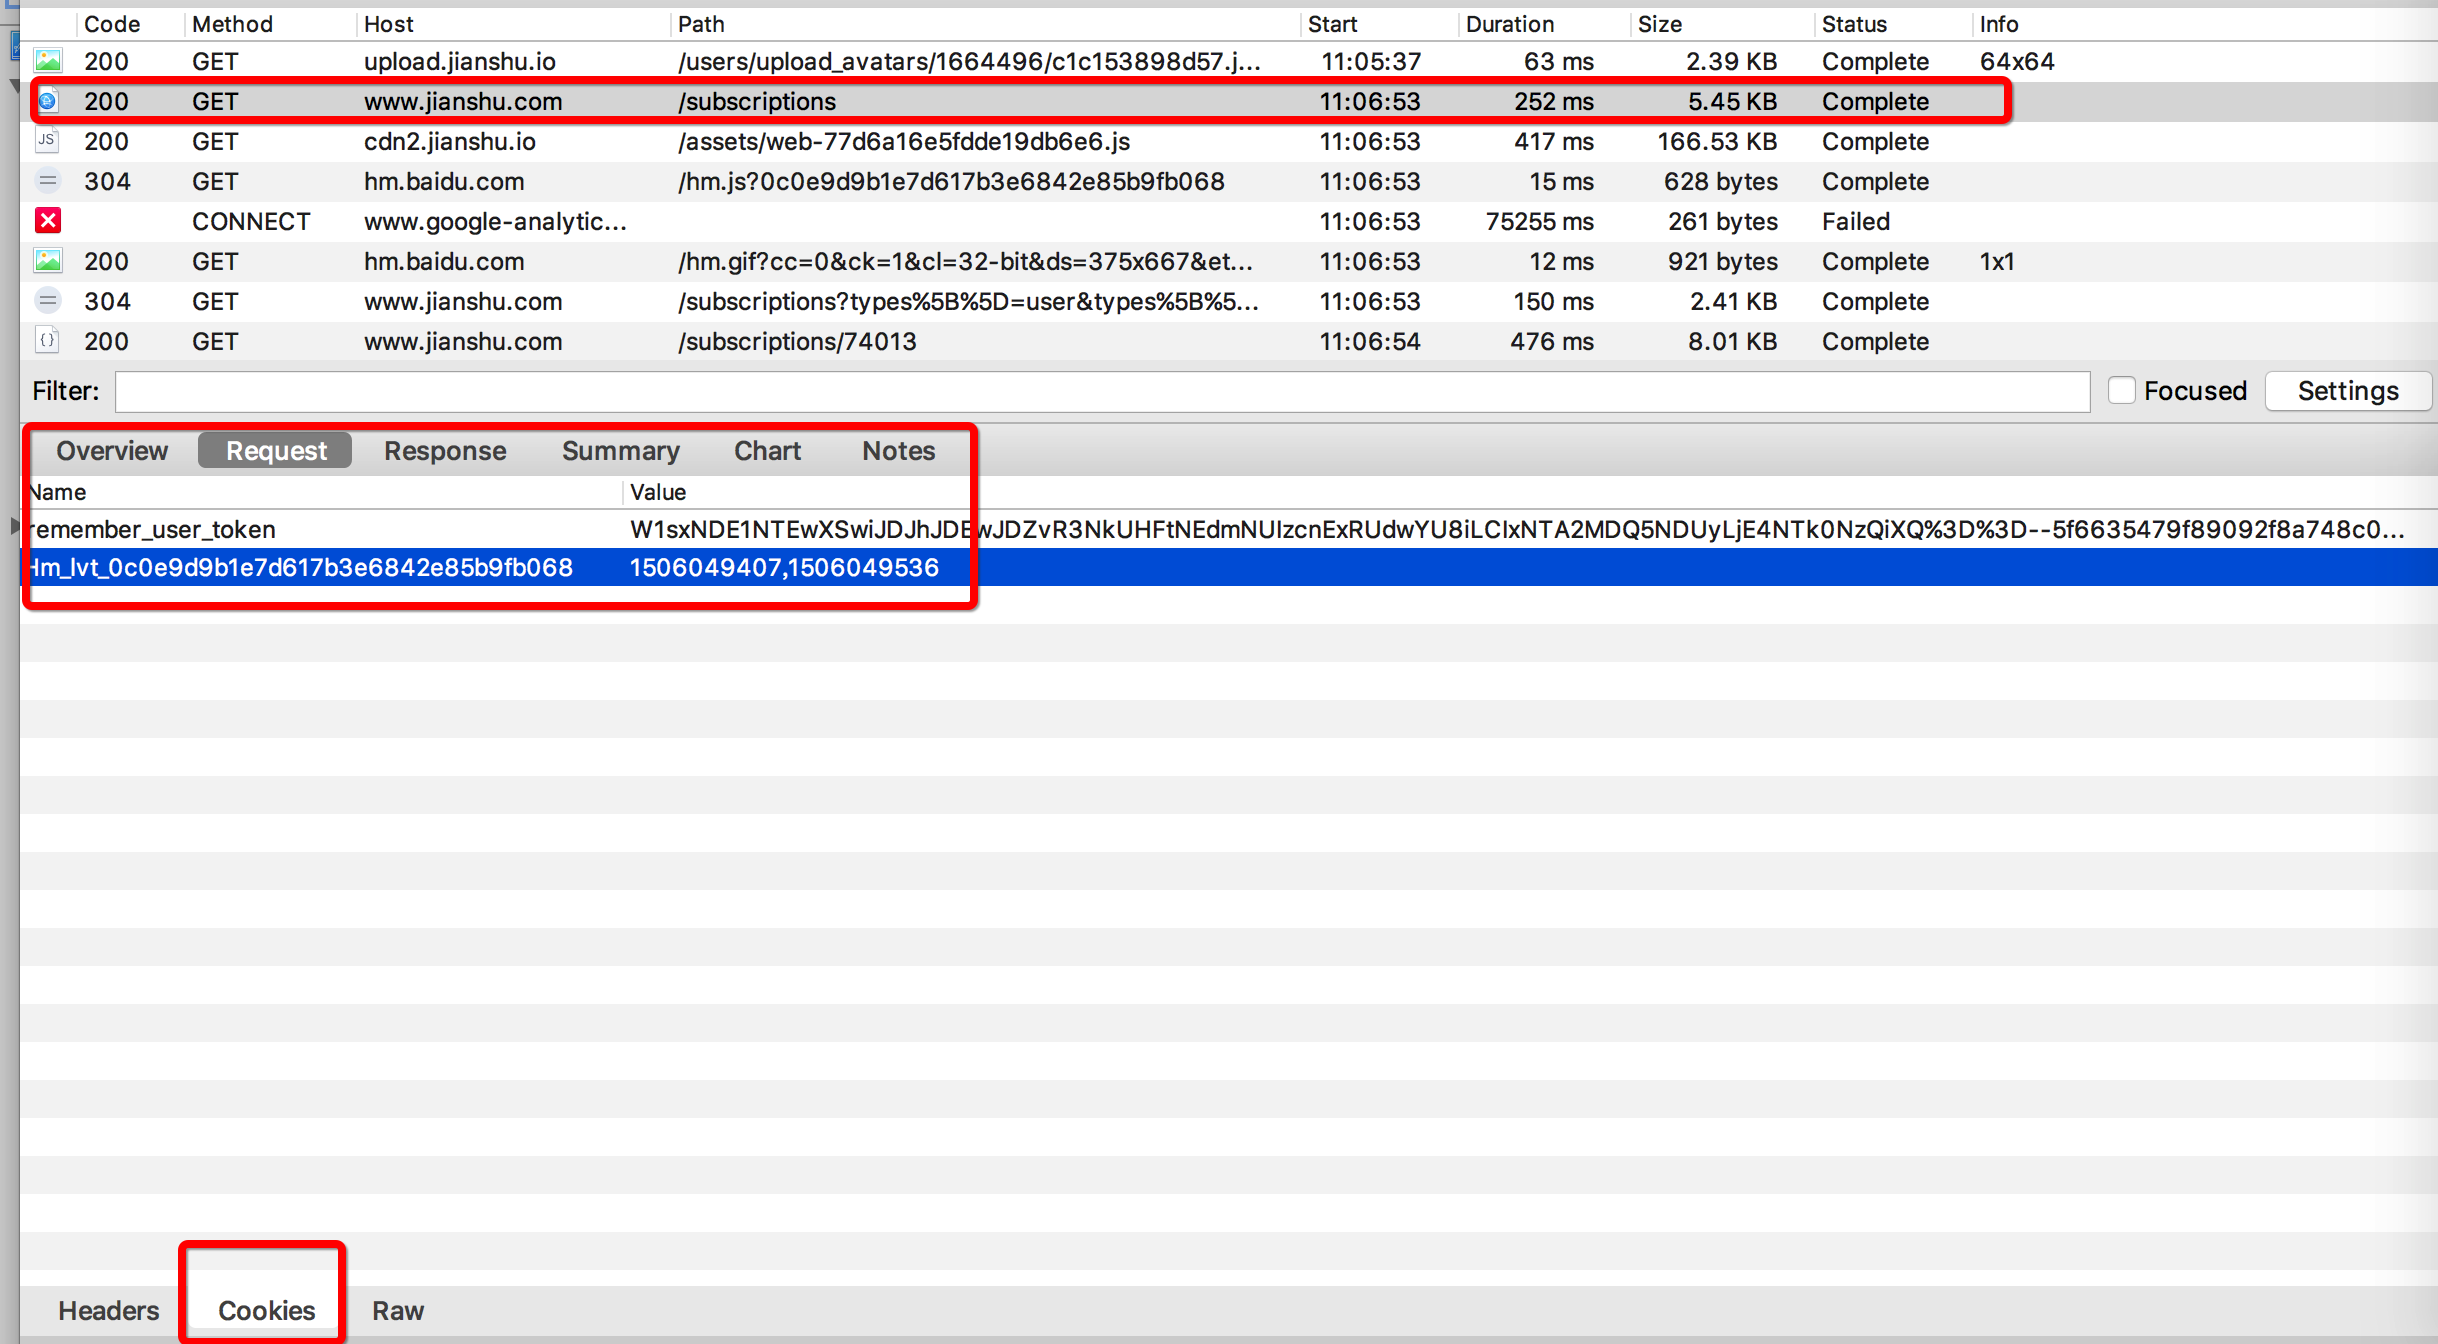 Code Method Host Path Start Duration Size Status Info
200 GET upload.jianshu.io /users/upload_avatars/1664496/c1c153898d57.j... 11:05:37 63 ms 2.39 KB Complete 64x64
200 GET www.jianshu.com /subscriptions 11:06:53 252 ms 5.45 KB Complete
JS 200 GET cdn2.jianshu.io /assets/web-77d6a16e5fdde19db6e6.js 11:06:53 417 ms 166.53 KB Complete
304 GET hm.baidu.com /hm.js?0c0e9d9b1e7d617b3e6842e85b9fb068 11:06:53 15 ms 628 bytes Complete
CONNECT www.google-analytic... 11:06:53 75255 ms 261 bytes Failed
200 GET hm.baidu.com /hm.gif?cc=0&ck=1&cl=32-bit&ds=375x667&et... 11:06:53 12 ms 921 bytes Complete 1x1
304 GET www.jianshu.com /subscriptions?types%5B%5D=user&types%5B%5... 11:06:53 150 ms 2.41 KB Complete
{} 200 GET www.jianshu.com /subscriptions/74013 11:06:54 476 ms 8.01 KB Complete
Filter: Focused Settings
Overview Request Response Summary Chart Notes
Name Value
remember_user_token W1sxNDE1NTEwXSwiJDJhJDEwJDZvR3NkUHFtNEdmNUIzcnExRUdwYU8iLCIxNTA2MDQ5NDUyLjE4NTk0NzQiXQ%3D%3D--5f6635479f89092f8a748c0...
Hm_lvt_0c0e9d9b1e7d617b3e6842e85b9fb068 1506049407,1506049536
Headers Cookies Raw